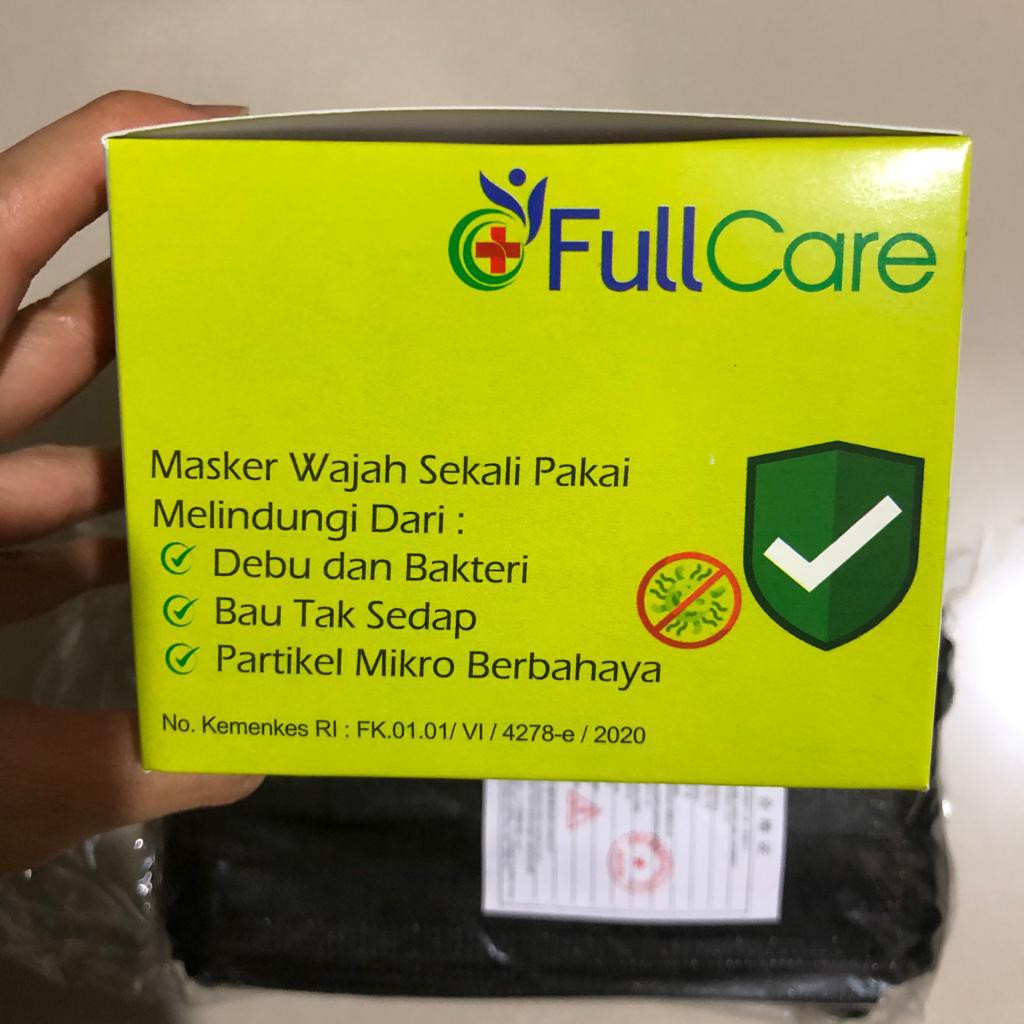 FullCare
Masker Wajah Sekali Pakai
Melindungi Dari :
Debu dan Bakteri
Bau Tak Sedap
Partikel Mikro Berbahaya
No. Kemenkes RI : FK.01.01/ VI / 4278-e / 2020